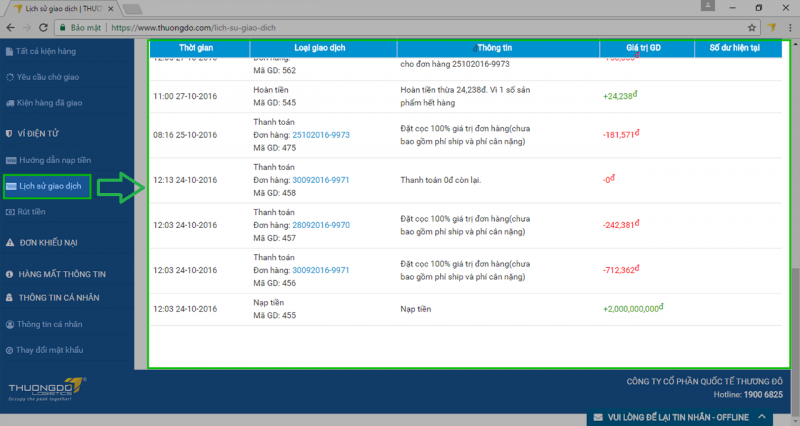 Lịch sử giao dịch | THUO
Bảo mật | https://www.thuongdo.com/lich-su-giao-dich
Tất cả kiện hàng
Yêu cầu chờ giao
Kiện hàng đã giao
VÍ ĐIỆN TỬ
Hướng dẫn nạp tiền
Lịch sử giao dịch
Rút tiền
ĐƠN KHIẾU NẠI
HÀNG MẤT THÔNG TIN
THÔNG TIN CÁ NHÂN
Thông tin cá nhân
Thay đổi mật khẩu
Thời gian Loại giao dịch Thông tin Giá trị GD Số dư hiện tại
cho đơn hàng 25102016-9973
Mã GD: 562
11:00 27-10-2016 Hoàn tiền Hoàn tiền thừa 24,238đ. Vì 1 số sản +24,238đ
Mã GD: 545 phẩm hết hàng
08:16 25-10-2016 Thanh toán Đặt cọc 100% giá trị đơn hàng(chưa -181,571đ
Đơn hàng: 25102016-9973 bao gồm phí ship và phí cân nặng)
Mã GD: 475
12:13 24-10-2016 Thanh toán Thanh toán 0đ còn lại. -0đ
Đơn hàng: 30092016-9971
Mã GD: 458
12:03 24-10-2016 Thanh toán Đặt cọc 100% giá trị đơn hàng(chưa -242,381đ
Đơn hàng: 28092016-9970 bao gồm phí ship và phí cân nặng)
Mã GD: 457
12:03 24-10-2016 Thanh toán Đặt cọc 100% giá trị đơn hàng(chưa -712,362đ
Đơn hàng: 30092016-9971 bao gồm phí ship và phí cân nặng)
Mã GD: 456
12:03 24-10-2016 Nạp tiền Nạp tiền +2,000,000,000đ
Mã GD: 455
THUONGDO
LOGISTICS
Occupy the peak together!
CÔNG TY CỔ PHẦN QUỐC TẾ THƯƠNG ĐÔ
Hotline: 1900 6825
VUI LÒNG ĐỂ LẠI TIN NHẮN - OFFLINE